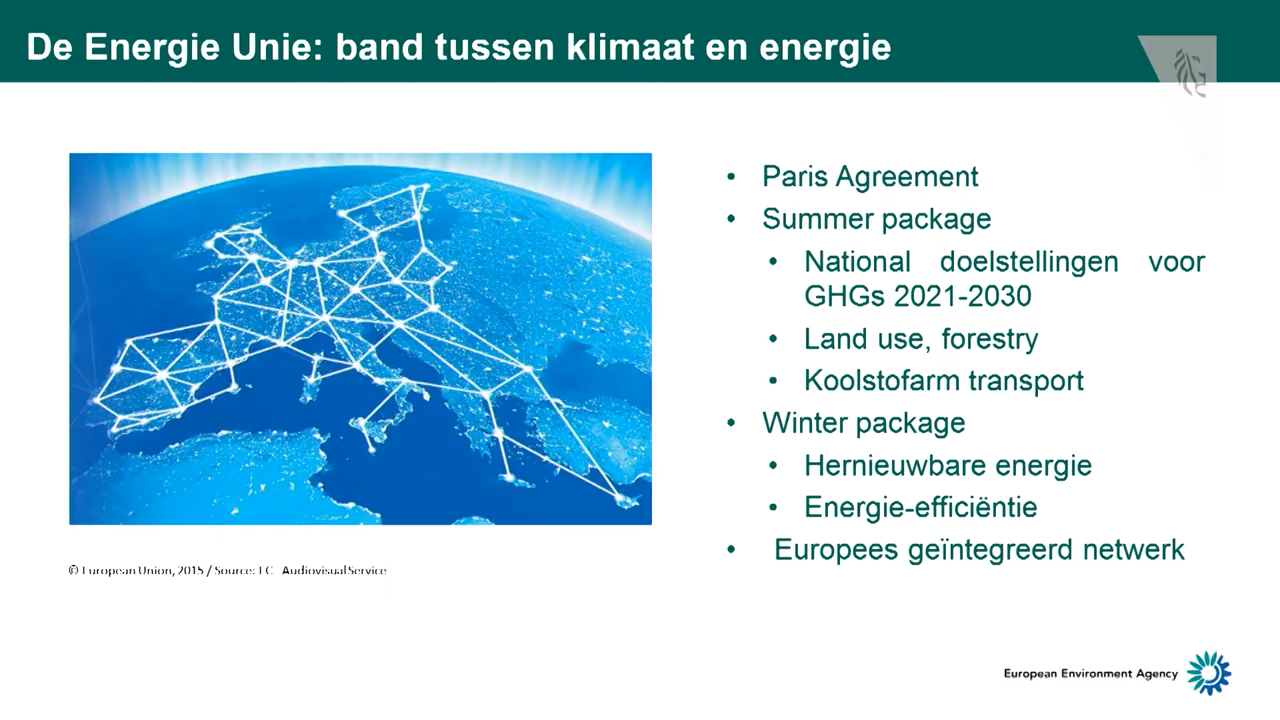 De Energie Unie: band tussen klimaat en energie
• Paris Agreement
• Summer package
• National doelstellingen voor
GHGs 2021-2030
• Land use, forestry
• Koolstofarm transport
• Winter package
• Hernieuwbare energie
• Energie-efficiëntie
• Europees geïntegreerd netwerk
© European Union, 2015 / Source: EC - Audiovisual Service
European Environment Agency